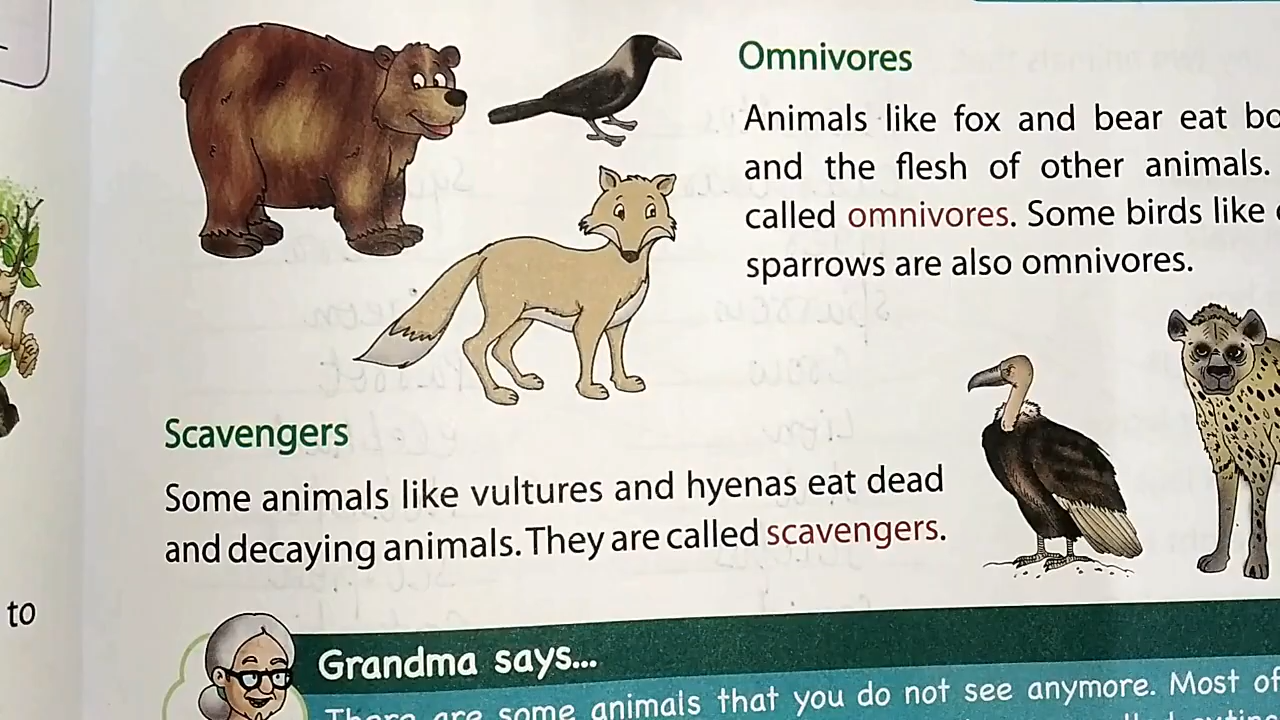 Omnivores
Animals like fox and bear eat
and the flesh of other animals.
called omnivores. Some birds like
sparrows are also omnivores.
Scavengers
Some animals like vultures and hyenas eat dead
and decaying animals. They are called scavengers.
to
Grandma says...
There are some animals that you do not see anymore. Most of